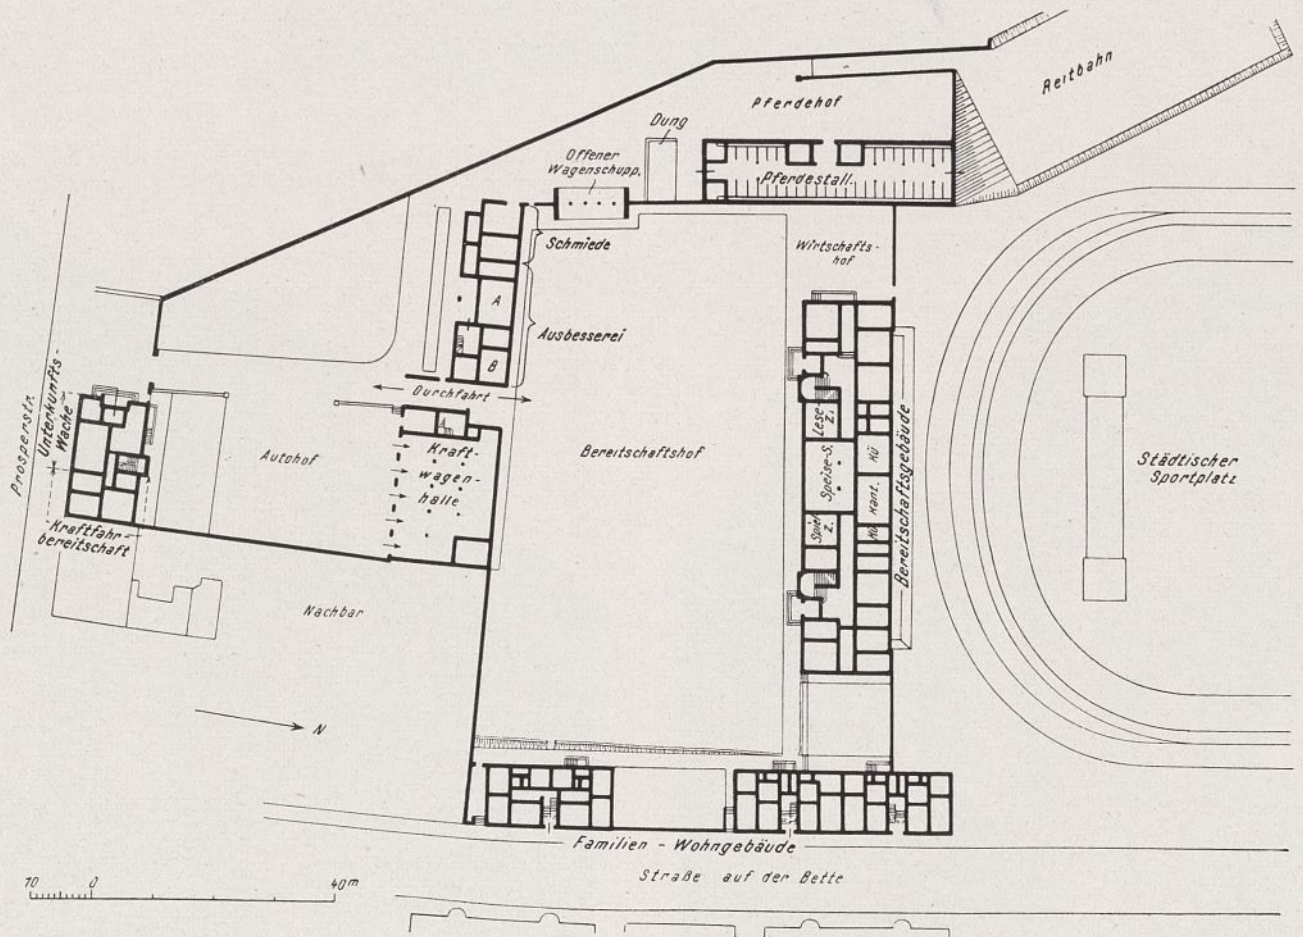 Reitbahn
Pferdehof
Dung
Offener
Wagenschupp.
Pferdestall.
Schmiede
Wirtschafts-
hof
A
Ausbesserei
B
Durchfahrt
Prosperstr.
Unterkunfts-
Wache
Autohof
Kraft-
wagen-
halle
Bereitschaftshof
Lese-
Z.
Speise-S.
Spiel
Z.
Kü
Kant.
Kü
Bereitschaftsgebäude
Städtischer
Sportplatz
Kraftfahr-
bereitschaft
Nachbar
N
Familien-Wohngebäude
Straße auf der Bette
10 0 40m